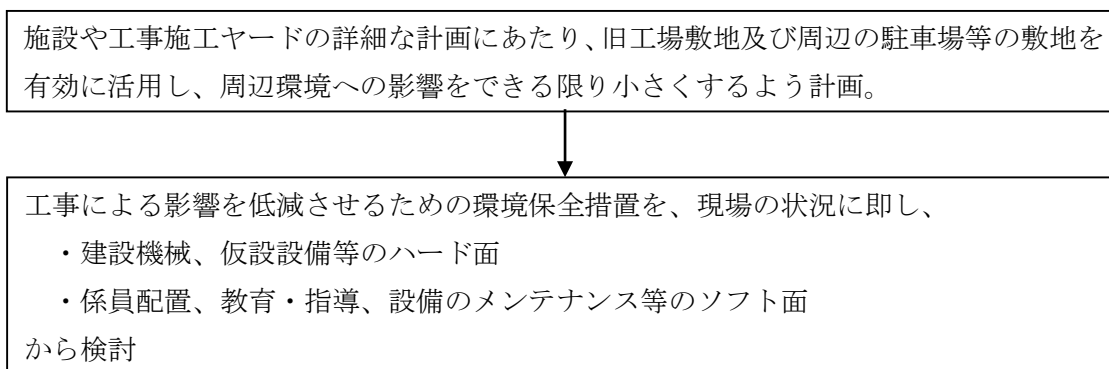 施設や工事施工ヤードの詳細な計画にあたり、旧工場敷地及び周辺の駐車場等の敷地を
有効に活用し、周辺環境への影響をできる限り小さくするよう計画。
工事による影響を低減させるための環境保全措置を、現場の状況に即し、
・建設機械、仮設設備等のハード面
・係員配置、教育・指導、設備のメンテナンス等のソフト面
から検討